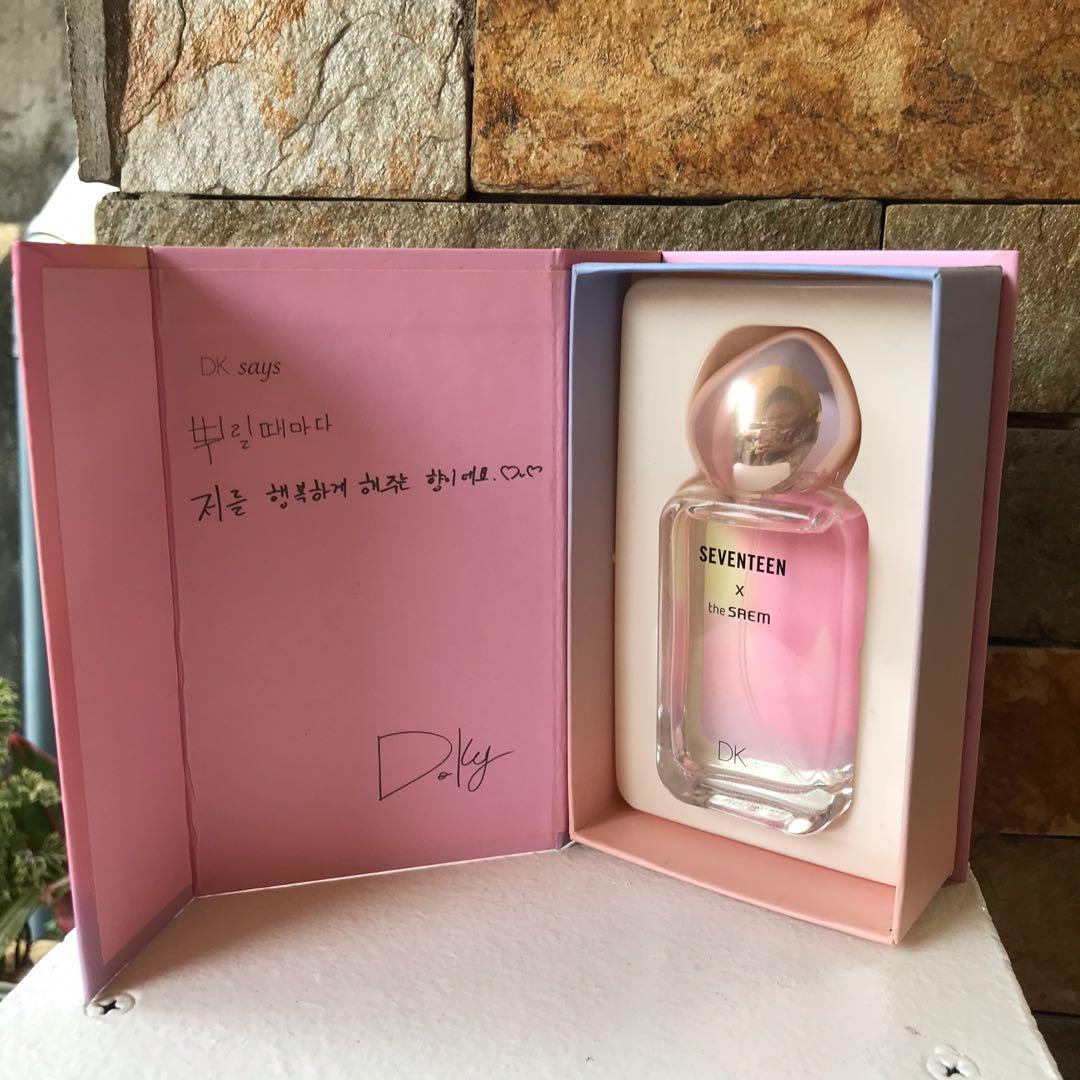 DK says
뿌릴때마다
저를 행복하게 해주는 향이에요.♡~♡
D.Ky
SEVENTEEN
x
the SAEM
DK